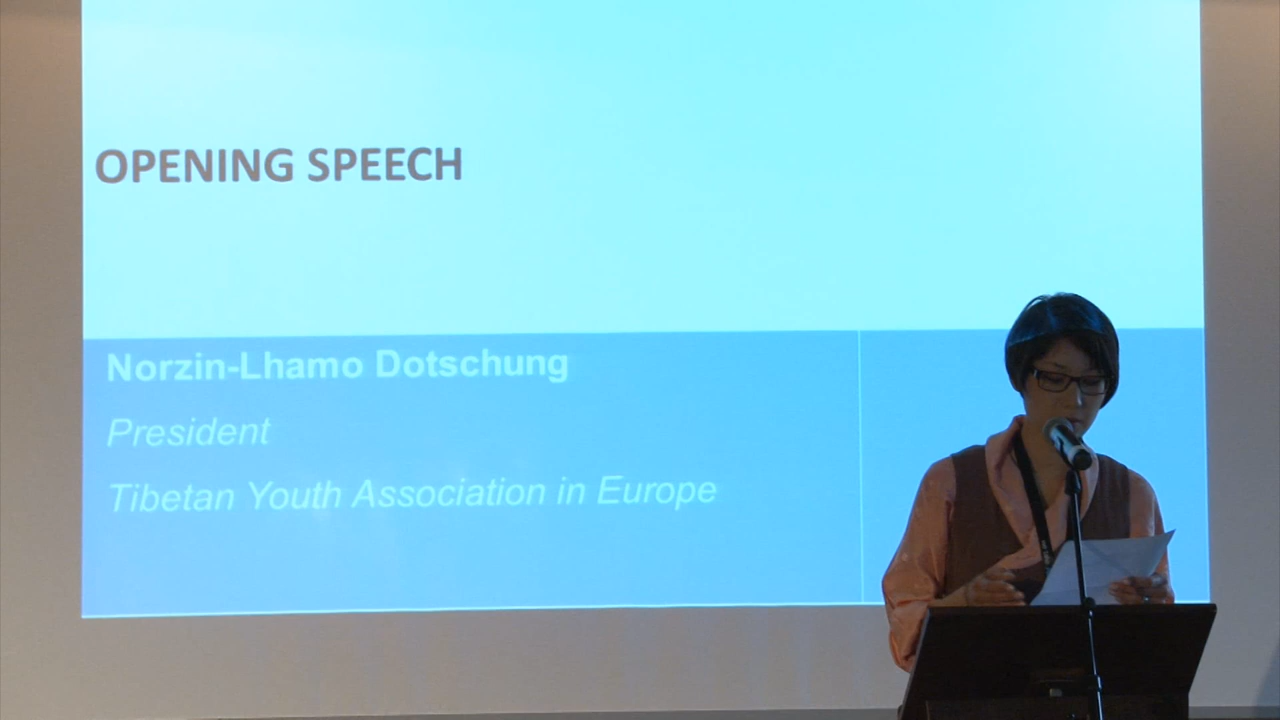 OPENING SPEECH
Norzin-Lhamo Dotschung
President
Tibetan Youth Association in Europe